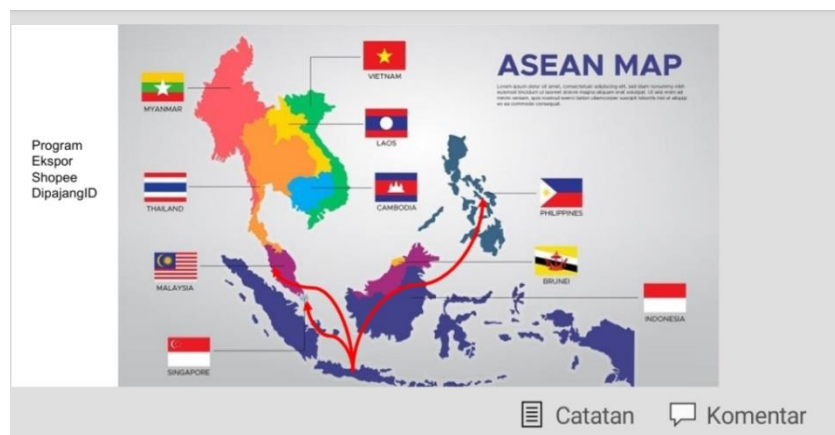 Program
Ekspor
Shopee
DipajangID
ASEAN MAP
VIETNAM
MYANMAR
LAOS
THAILAND
CAMBODIA
PHILIPPINES
MALAYSIA
BRUNEI
INDONESIA
SINGAPORE
Catatan
Komentar